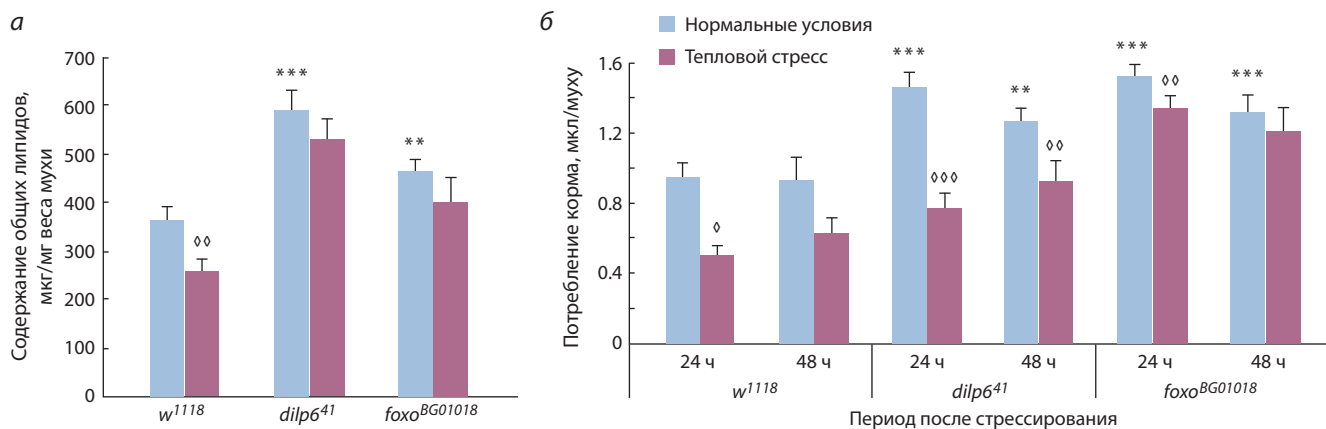 а
Содержание общих липидов,
мкг/мг веса мухи
700
600
500
400
300
200
100
0
***
**
◊◊
w1118
dilp641
foxoBG01018
б
Нормальные условия
Тепловой стресс
Потребление корма, мкл/муху
1.6
1.2
0.8
0.4
0
◊
***
◊◊◊
**
◊◊
***
◊◊
***
24 ч 48 ч 24 ч 48 ч 24 ч 48 ч
w1118 dilp641 foxoBG01018
Период после стрессирования